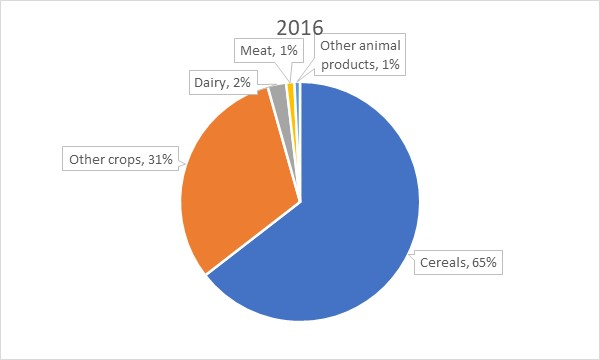 2016
Meat, 1%
Other animal
products, 1%
Dairy, 2%
Other crops, 31%
Cereals, 65%